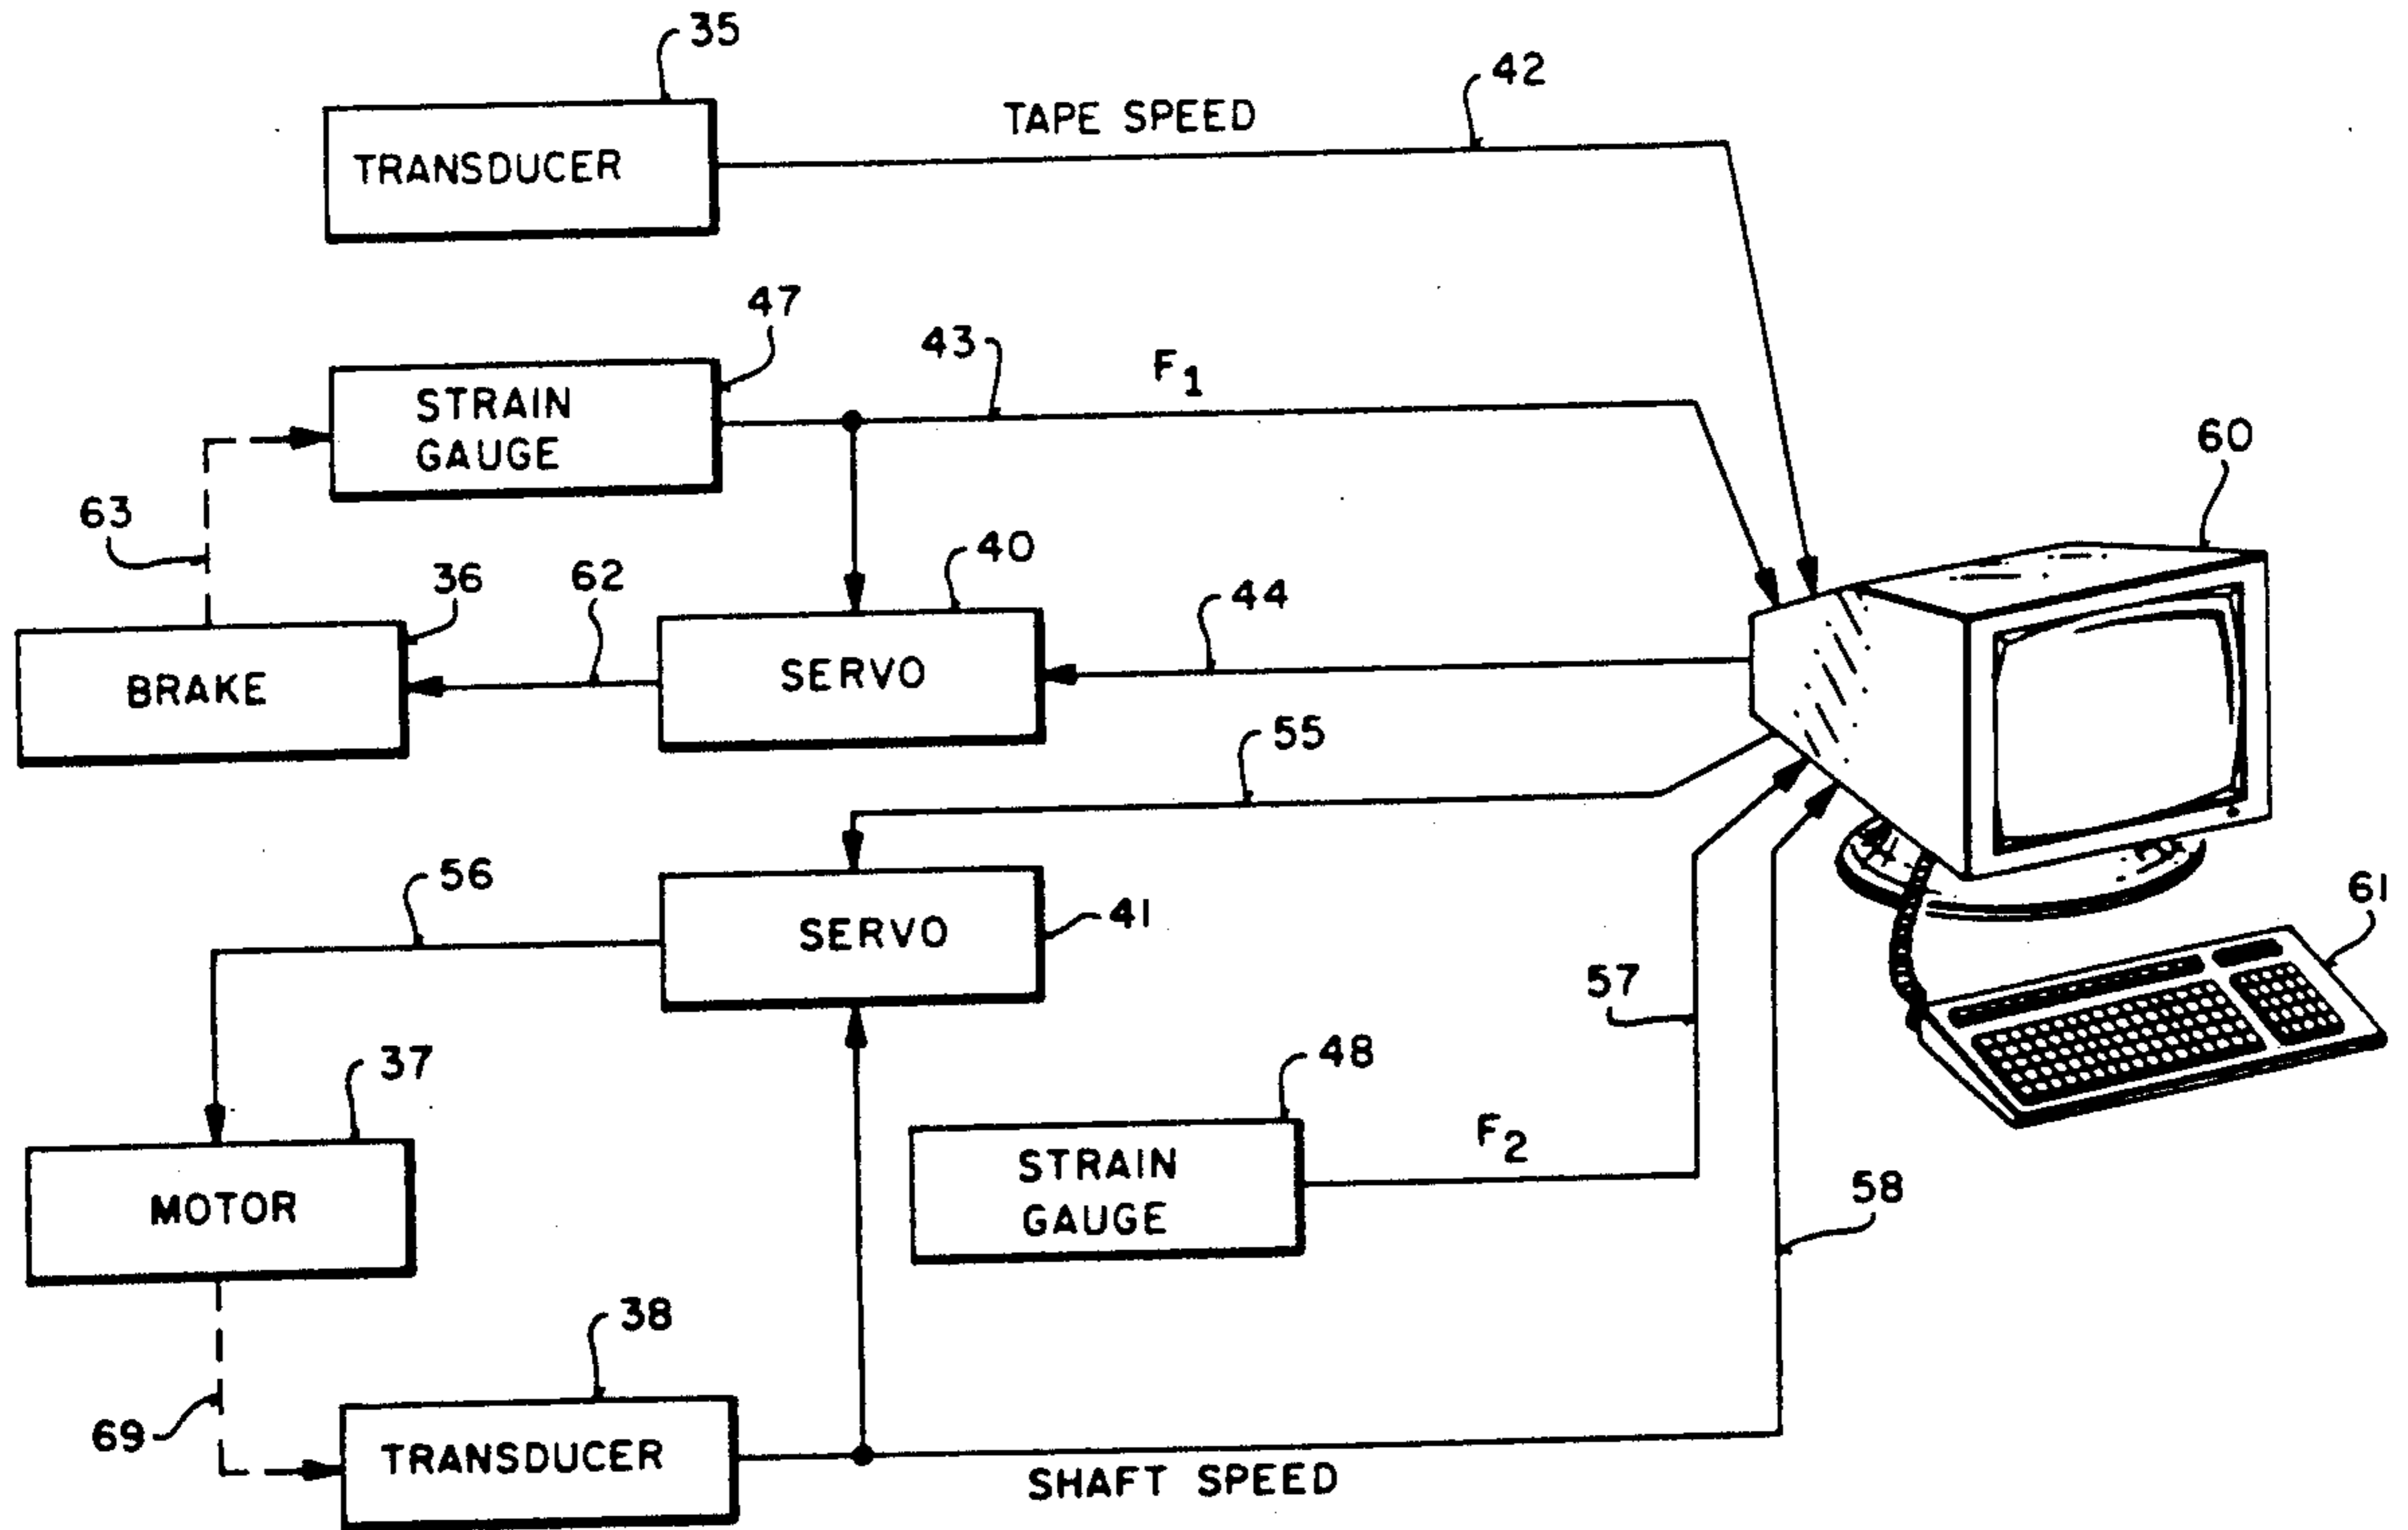 35
TRANSDUCER
TAPE SPEED
42
47
STRAIN
GAUGE
43
F1
60
63
36
62
40
44
BRAKE
SERVO
55
56
SERVO
41
61
57
37
48
MOTOR
STRAIN
GAUGE
F2
58
38
69
TRANSDUCER
SHAFT SPEED